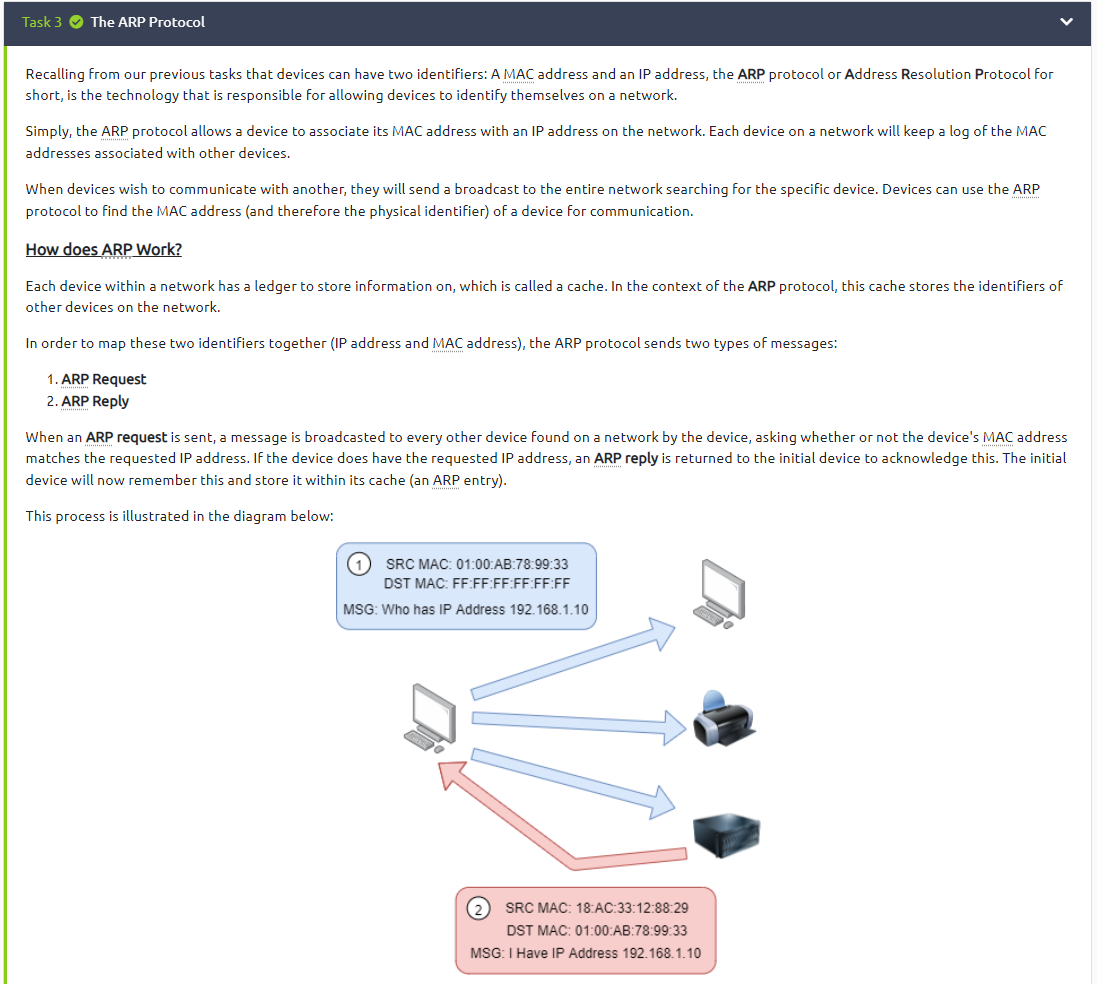 Task 3 The ARP Protocol
Recalling from our previous tasks that devices can have two identifiers: A MAC address and an IP address, the ARP protocol or Address Resolution Protocol for
short, is the technology that is responsible for allowing devices to identify themselves on a network.
Simply, the ARP protocol allows a device to associate its MAC address with an IP address on the network. Each device on a network will keep a log of the MAC
addresses associated with other devices.
When devices wish to communicate with another, they will send a broadcast to the entire network searching for the specific device. Devices can use the ARP
protocol to find the MAC address (and therefore the physical identifier) of a device for communication.
How does ARP Work?
Each device within a network has a ledger to store information on, which is called a cache. In the context of the ARP protocol, this cache stores the identifiers of
other devices on the network.
In order to map these two identifiers together (IP address and MAC address), the ARP protocol sends two types of messages:
1. ARP Request
2. ARP Reply
When an ARP request is sent, a message is broadcasted to every other device found on a network by the device, asking whether or not the device's MAC address
matches the requested IP address. If the device does have the requested IP address, an ARP reply is returned to the initial device to acknowledge this. The initial
device will now remember this and store it within its cache (an ARP entry).
This process is illustrated in the diagram below:
1 SRC MAC: 01:00:AB:78:99:33
DST MAC: FF:FF:FF:FF:FF:FF
MSG: Who has IP Address 192.168.1.10
2 SRC MAC: 18:AC:33:12:88:29
DST MAC: 01:00:AB:78:99:33
MSG: I Have IP Address 192.168.1.10